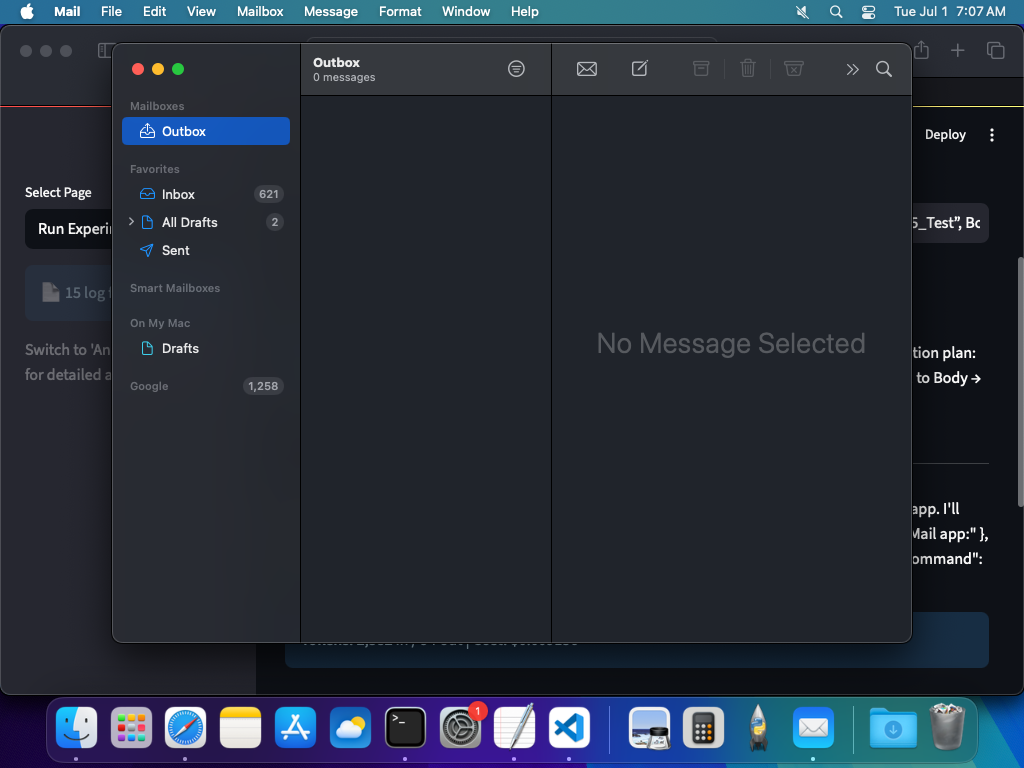 Mail File Edit View Mailbox Message Format Window Help Tue Jul 1 7:07 AM
Outbox
0 messages
Mailboxes
Outbox
Favorites
Inbox 621
All Drafts 2
Sent
Smart Mailboxes
On My Mac
Drafts
Google 1,258
No Message Selected
Deploy
Select Page
Run Experi
5_Test”, Bo
15 log
Switch to 'An
for detailed a
tion plan:
to Body →
app. I'll
Mail app:" },
ommand":
>_
1